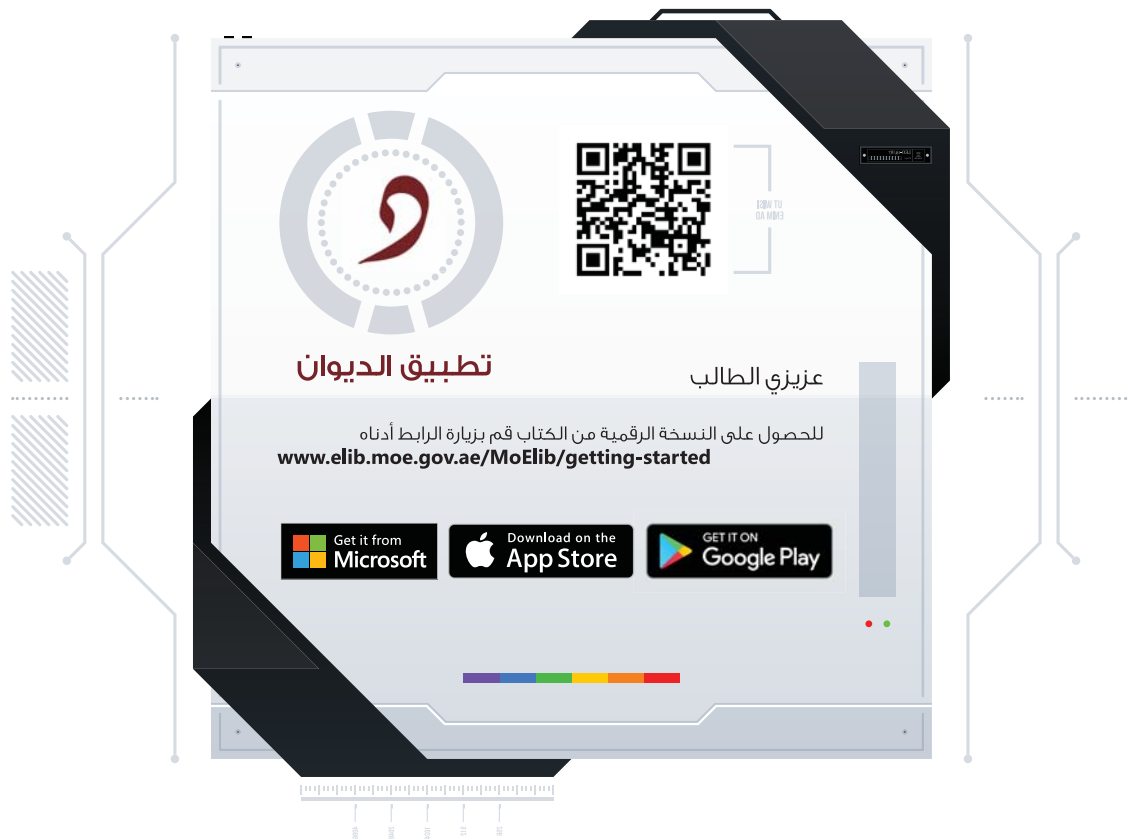 تطبيق الديوان
عزيزي الطالب
للحصول على النسخة الرقمية من الكتاب قم بزيارة الرابط أدناه
www.elib.moe.gov.ae/MoElib/getting-started
Get it from
Microsoft
Download on the
App Store
GET IT ON
Google Play